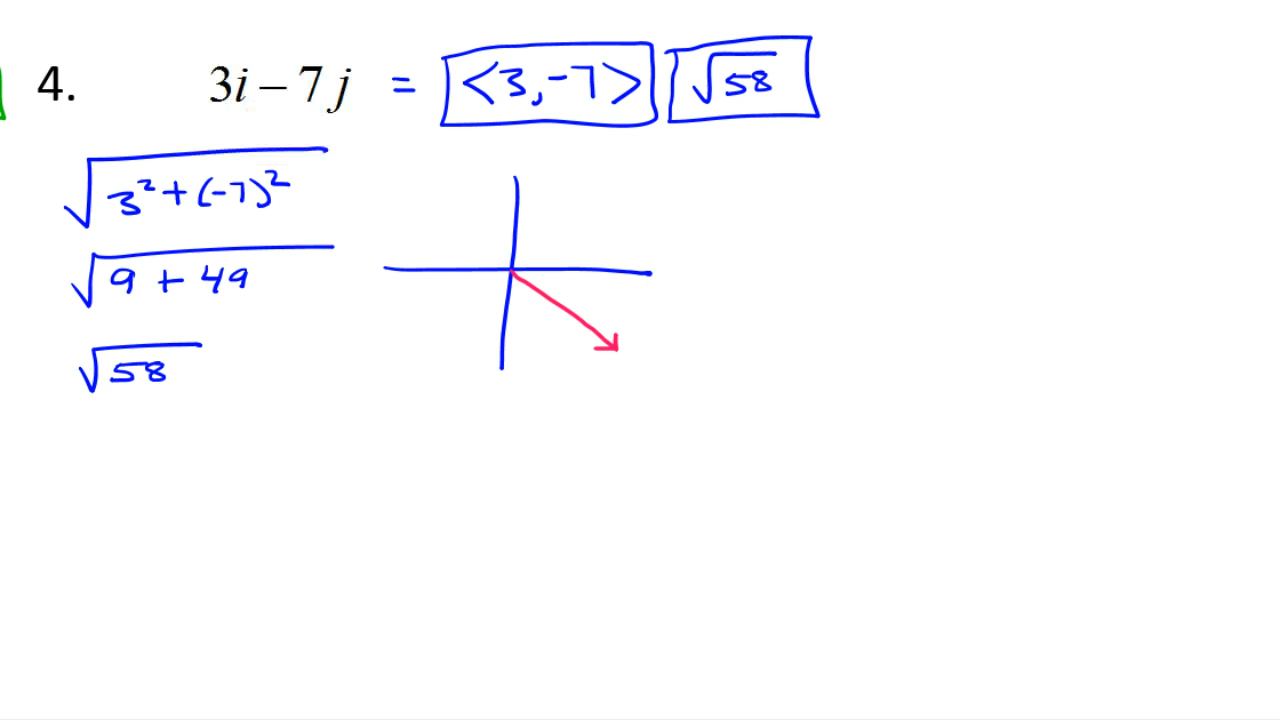 4. 3i – 7j = <3, -7> √58
√3² + (-7)²
√9 + 49
√58